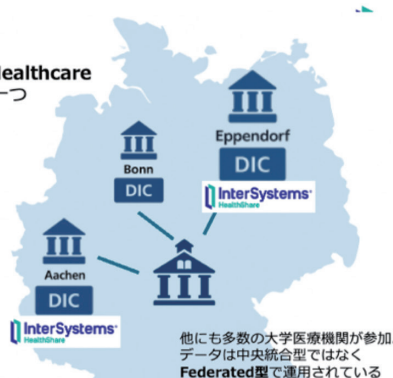 Healthcare
一つ
Eppendorf
DIC
InterSystems
HealthShare
Bonn
DIC
Aachen
DIC
InterSystems
HealthShare
他にも多数の大学医療機関が参加
データは中央統合型ではなく
Federated型で運用されている